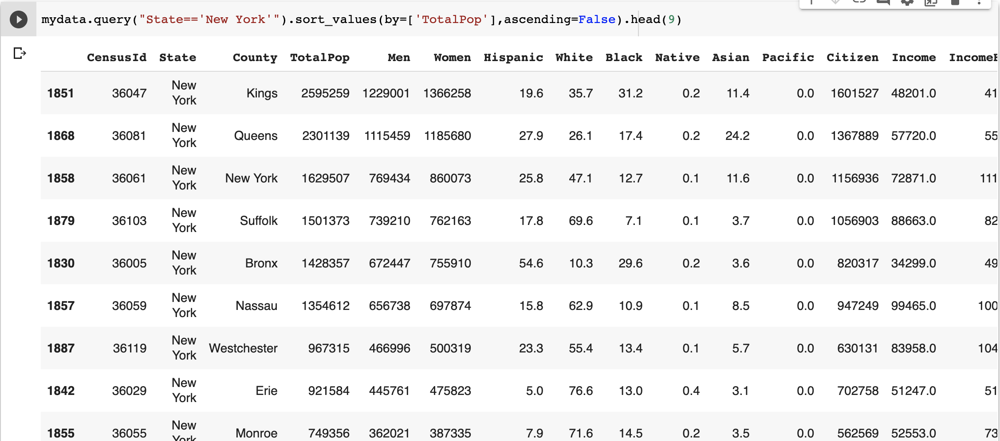 mydata.query("State=='New York'").sort_values(by=['TotalPop'],ascending=False).head(9)
CensusId State County TotalPop Men Women Hispanic White Black Native Asian Pacific Citizen Income
1851 36047 New York Kings 2595259 1229001 1366258 19.6 35.7 31.2 0.2 11.4 0.0 1601527 48201.0 41
1868 36081 New York Queens 2301139 1115459 1185680 27.9 26.1 17.4 0.2 24.2 0.0 1367889 57720.0 55
1858 36061 New York New York 1629507 769434 860073 25.8 47.1 12.7 0.1 11.6 0.0 1156936 72871.0 111
1879 36103 New York Suffolk 1501373 739210 762163 17.8 69.6 7.1 0.1 3.7 0.0 1056903 88663.0 82
1830 36005 New York Bronx 1428357 672447 755910 54.6 10.3 29.6 0.2 3.6 0.0 820317 34299.0 49
1857 36059 New York Nassau 1354612 656738 697874 15.8 62.9 10.9 0.1 8.5 0.0 947249 99465.0 100
1887 36119 New York Westchester 967315 466996 500319 23.3 55.4 13.4 0.1 5.7 0.0 630131 83958.0 104
1842 36029 New York Erie 921584 445761 475823 5.0 76.6 13.0 0.4 3.1 0.0 702758 51247.0 51
1855 36055 New York Monroe 749356 362021 387335 7.9 71.6 14.5 0.2 3.5 0.0 562569 52553.0 73